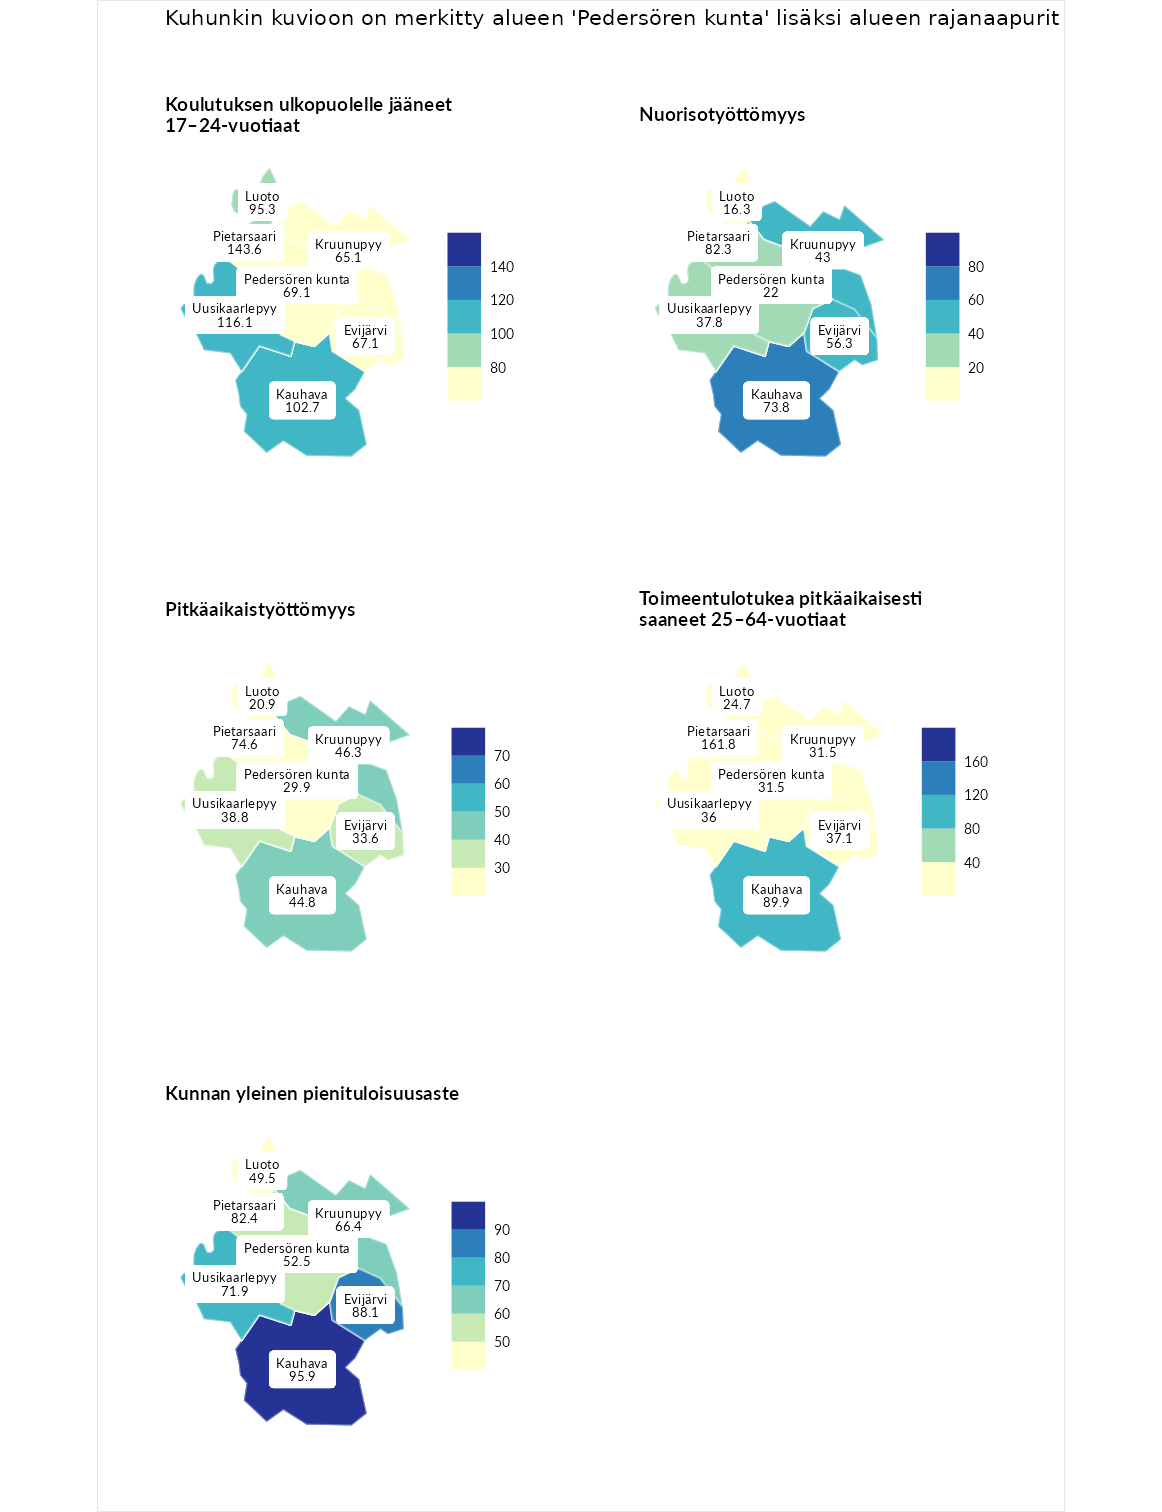 Kuhunkin kuvioon on merkitty alueen 'Pedersören kunta' lisäksi alueen rajanaapurit
Koulutuksen ulkopuolelle jääneet
17–24-vuotiaat
Luoto
95.3
Pietarsaari
143.6
Kruunupyy
65.1
Pedersören kunta
69.1
Uusikaarlepyy
116.1
Evijärvi
67.1
Kauhava
102.7
140
120
100
80
Nuorisotyöttömyys
Luoto
16.3
Pietarsaari
82.3
Kruunupyy
43
Pedersören kunta
22
Uusikaarlepyy
37.8
Evijärvi
56.3
Kauhava
73.8
80
60
40
20
Pitkäaikaistyöttömyys
Luoto
20.9
Pietarsaari
74.6
Kruunupyy
46.3
Pedersören kunta
29.9
Uusikaarlepyy
38.8
Evijärvi
33.6
Kauhava
44.8
70
60
50
40
30
Toimeentulotukea pitkäaikaisesti
saaneet 25–64-vuotiaat
Luoto
24.7
Pietarsaari
161.8
Kruunupyy
31.5
Pedersören kunta
31.5
Uusikaarlepyy
36
Evijärvi
37.1
Kauhava
89.9
160
120
80
40
Kunnan yleinen pienituloisuusaste
Luoto
49.5
Pietarsaari
82.4
Kruunupyy
66.4
Pedersören kunta
52.5
Uusikaarlepyy
71.9
Evijärvi
88.1
Kauhava
95.9
90
80
70
60
50